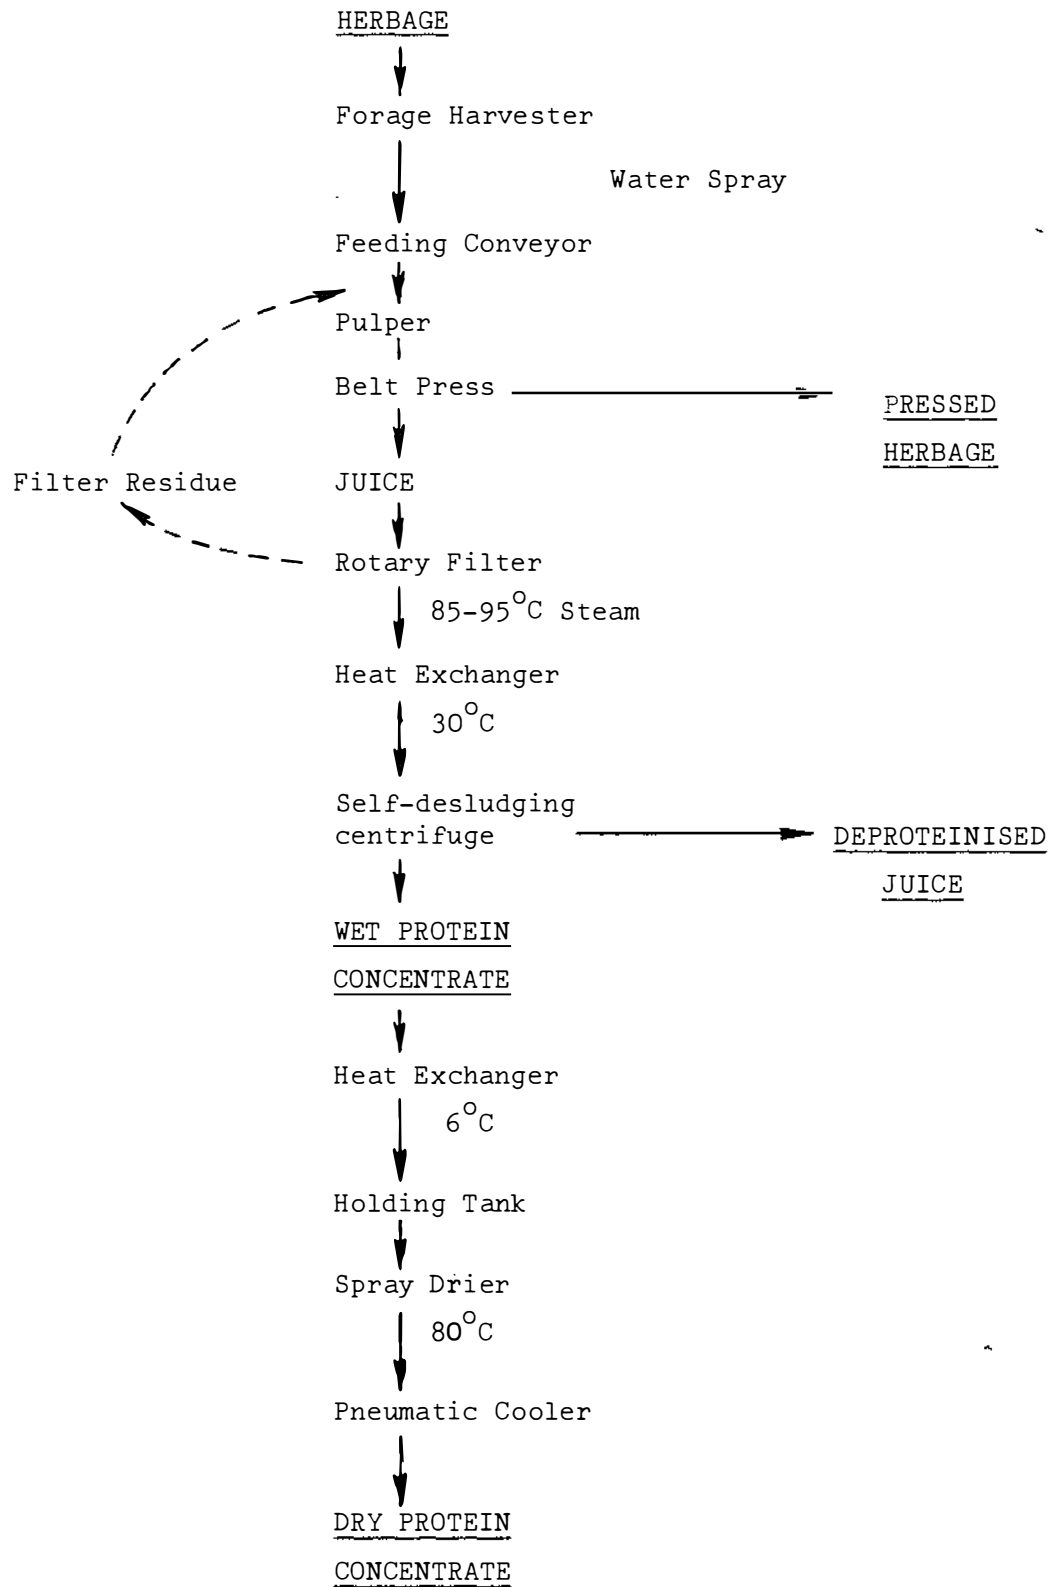 HERBAGE
Forage Harvester
Water Spray
Feeding Conveyor
Pulper
Belt Press
PRESSED
HERBAGE
Filter Residue
JUICE
Rotary Filter
85-95°C Steam
Heat Exchanger
30°C
Self-desludging
centrifuge
DEPROTEINISED
JUICE
WET PROTEIN
CONCENTRATE
Heat Exchanger
6°C
Holding Tank
Spray Drier
80°C
Pneumatic Cooler
DRY PROTEIN
CONCENTRATE